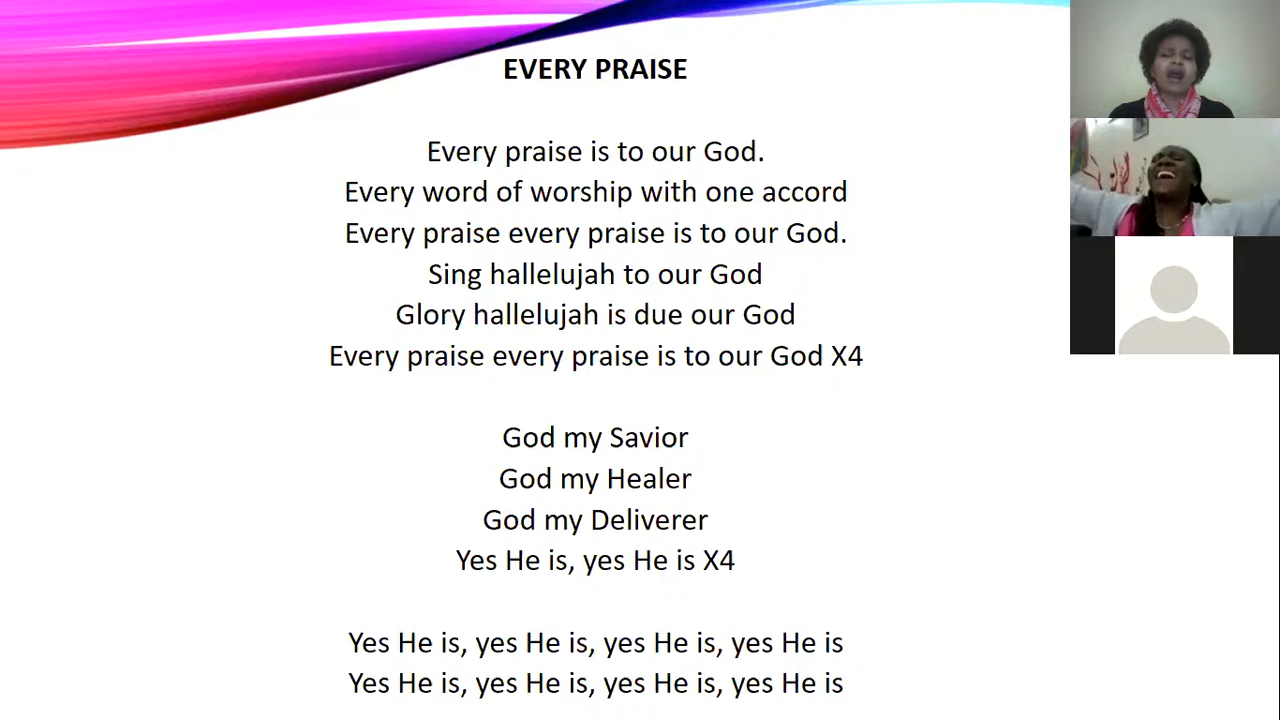 EVERY PRAISE
Every praise is to our God.
Every word of worship with one accord
Every praise every praise is to our God.
Sing hallelujah to our God
Glory hallelujah is due our God
Every praise every praise is to our God X4
God my Savior
God my Healer
God my Deliverer
Yes He is, yes He is X4
Yes He is, yes He is, yes He is, yes He is
Yes He is, yes He is, yes He is, yes He is